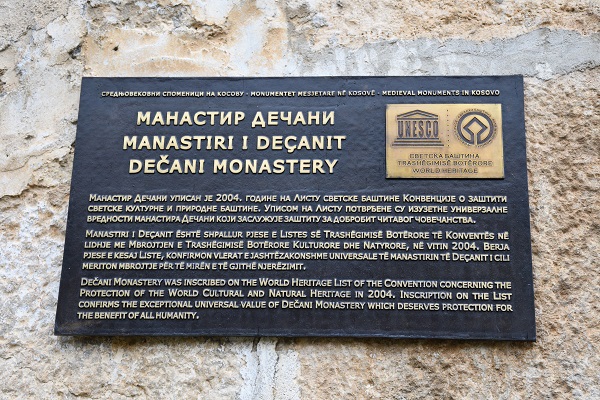 СРЕДЊОВЕКОВНИ СПОМЕНИЦИ НА КОСОВУ - MONUMENTET MESJETARE NË KOSOVË - MEDIEVAL MONUMENTS IN KOSOVO
МАНАСТИР ДЕЧАНИ
MANASTIRI I DEÇANIT
DEČANI MONASTERY
UNESCO
СВЕТСКА БАШТИНА
TRASHËGIMISË BOTËRORE
WORLD HERITAGE
МАНАСТИР ДЕЧАНИ УПИСАН ЈЕ 2004. ГОДИНЕ НА ЛИСТУ СВЕТСКЕ БАШТИНЕ КОНВЕНЦИЈЕ О ЗАШТИТИ
СВЕТСКЕ КУЛТУРНЕ И ПРИРОДНЕ БАШТИНЕ. УПИСОМ НА ЛИСТУ ПОТВРЂЕНЕ СУ ИЗУЗЕТНЕ УНИВЕРЗАЛНЕ
ВРЕДНОСТИ МАНАСТИРА ДЕЧАНИ КОЈИ ЗАСЛУЖУЈЕ ЗАШТИТУ ЗА ДОБРОБИТ ЧИТАВОГ ЧОВЕЧАНСТВА.
MANASTIRI I DEÇANIT ËSHTË SHPALLUR PJESE E LISTES SË TRASHËGIMISË BOTËRORE TË KONVENTËS NË
LIDHJE ME MBROJTJEN E TRASHËGIMISË BOTËRORE KULTURORE DHE NATYRORE, NË VITIN 2004. BERJA
PJESE E KESAJ LISTE, KONFIRMON VLERAT E JASHTËZAKONSHME UNIVERSALE TË MANASTIRIN TË DEÇANIT I CILI
MERITON MBROJTJE PËR TË MIRËN E TË GJITHË NJERËZIMIT.
DEČANI MONASTERY WAS INSCRIBED ON THE WORLD HERITAGE LIST OF THE CONVENTION CONCERNING THE
PROTECTION OF THE WORLD CULTURAL AND NATURAL HERITAGE IN 2004. INSCRIPTION ON THE LIST
CONFIRMS THE EXCEPTIONAL UNIVERSAL VALUE OF DEČANI MONASTERY WHICH DESERVES PROTECTION FOR
THE BENEFIT OF ALL HUMANITY.